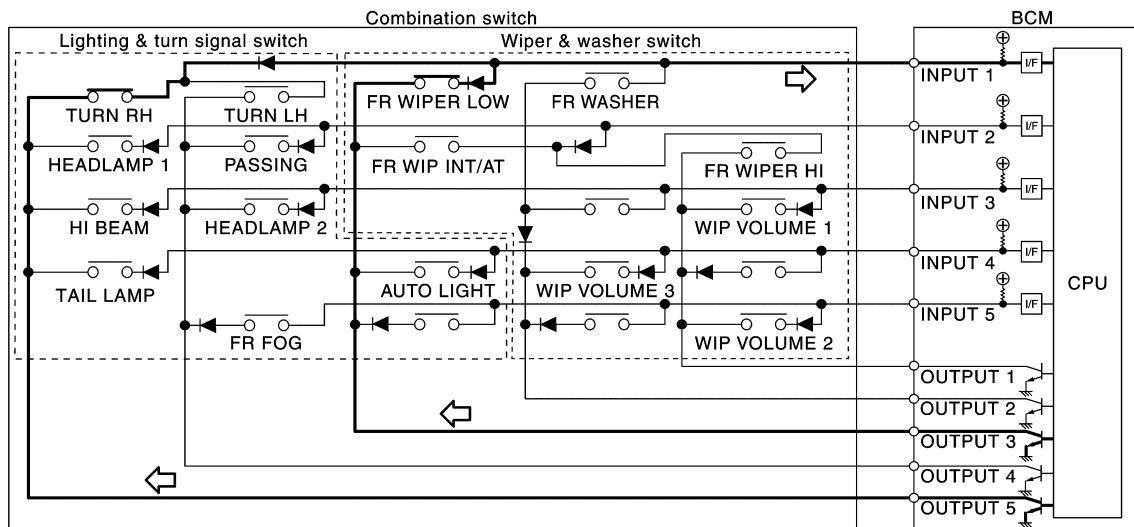 Combination switch
BCM
Lighting & turn signal switch
Wiper & washer switch
INPUT 1
I/F
TURN RH
TURN LH
FR WIPER LOW
FR WASHER
INPUT 2
I/F
HEADLAMP 1
PASSING
FR WIP INT/AT
FR WIPER HI
INPUT 3
I/F
HI BEAM
HEADLAMP 2
WIP VOLUME 1
INPUT 4
I/F
CPU
TAIL LAMP
AUTO LIGHT
WIP VOLUME 3
INPUT 5
I/F
FR FOG
WIP VOLUME 2
OUTPUT 1
OUTPUT 2
OUTPUT 3
OUTPUT 4
OUTPUT 5